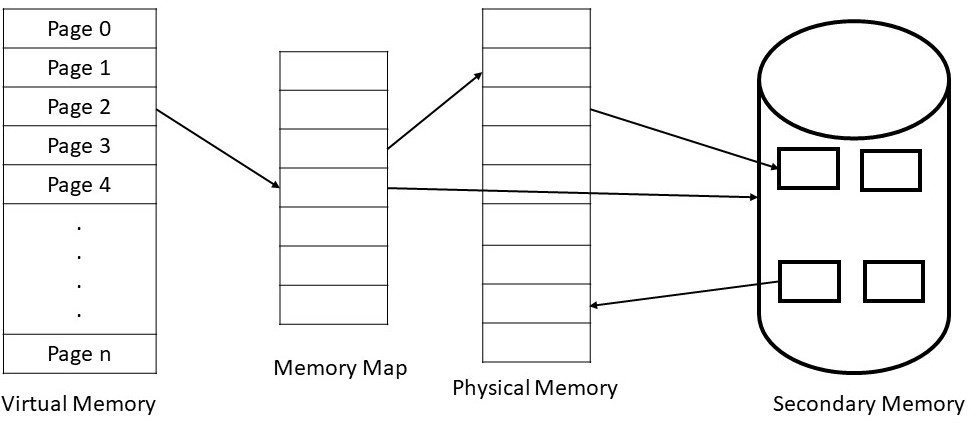 Page 0
Page 1
Page 2
Page 3
Page 4
.
.
.
.
Page n
Virtual Memory
Memory Map
Physical Memory
Secondary Memory